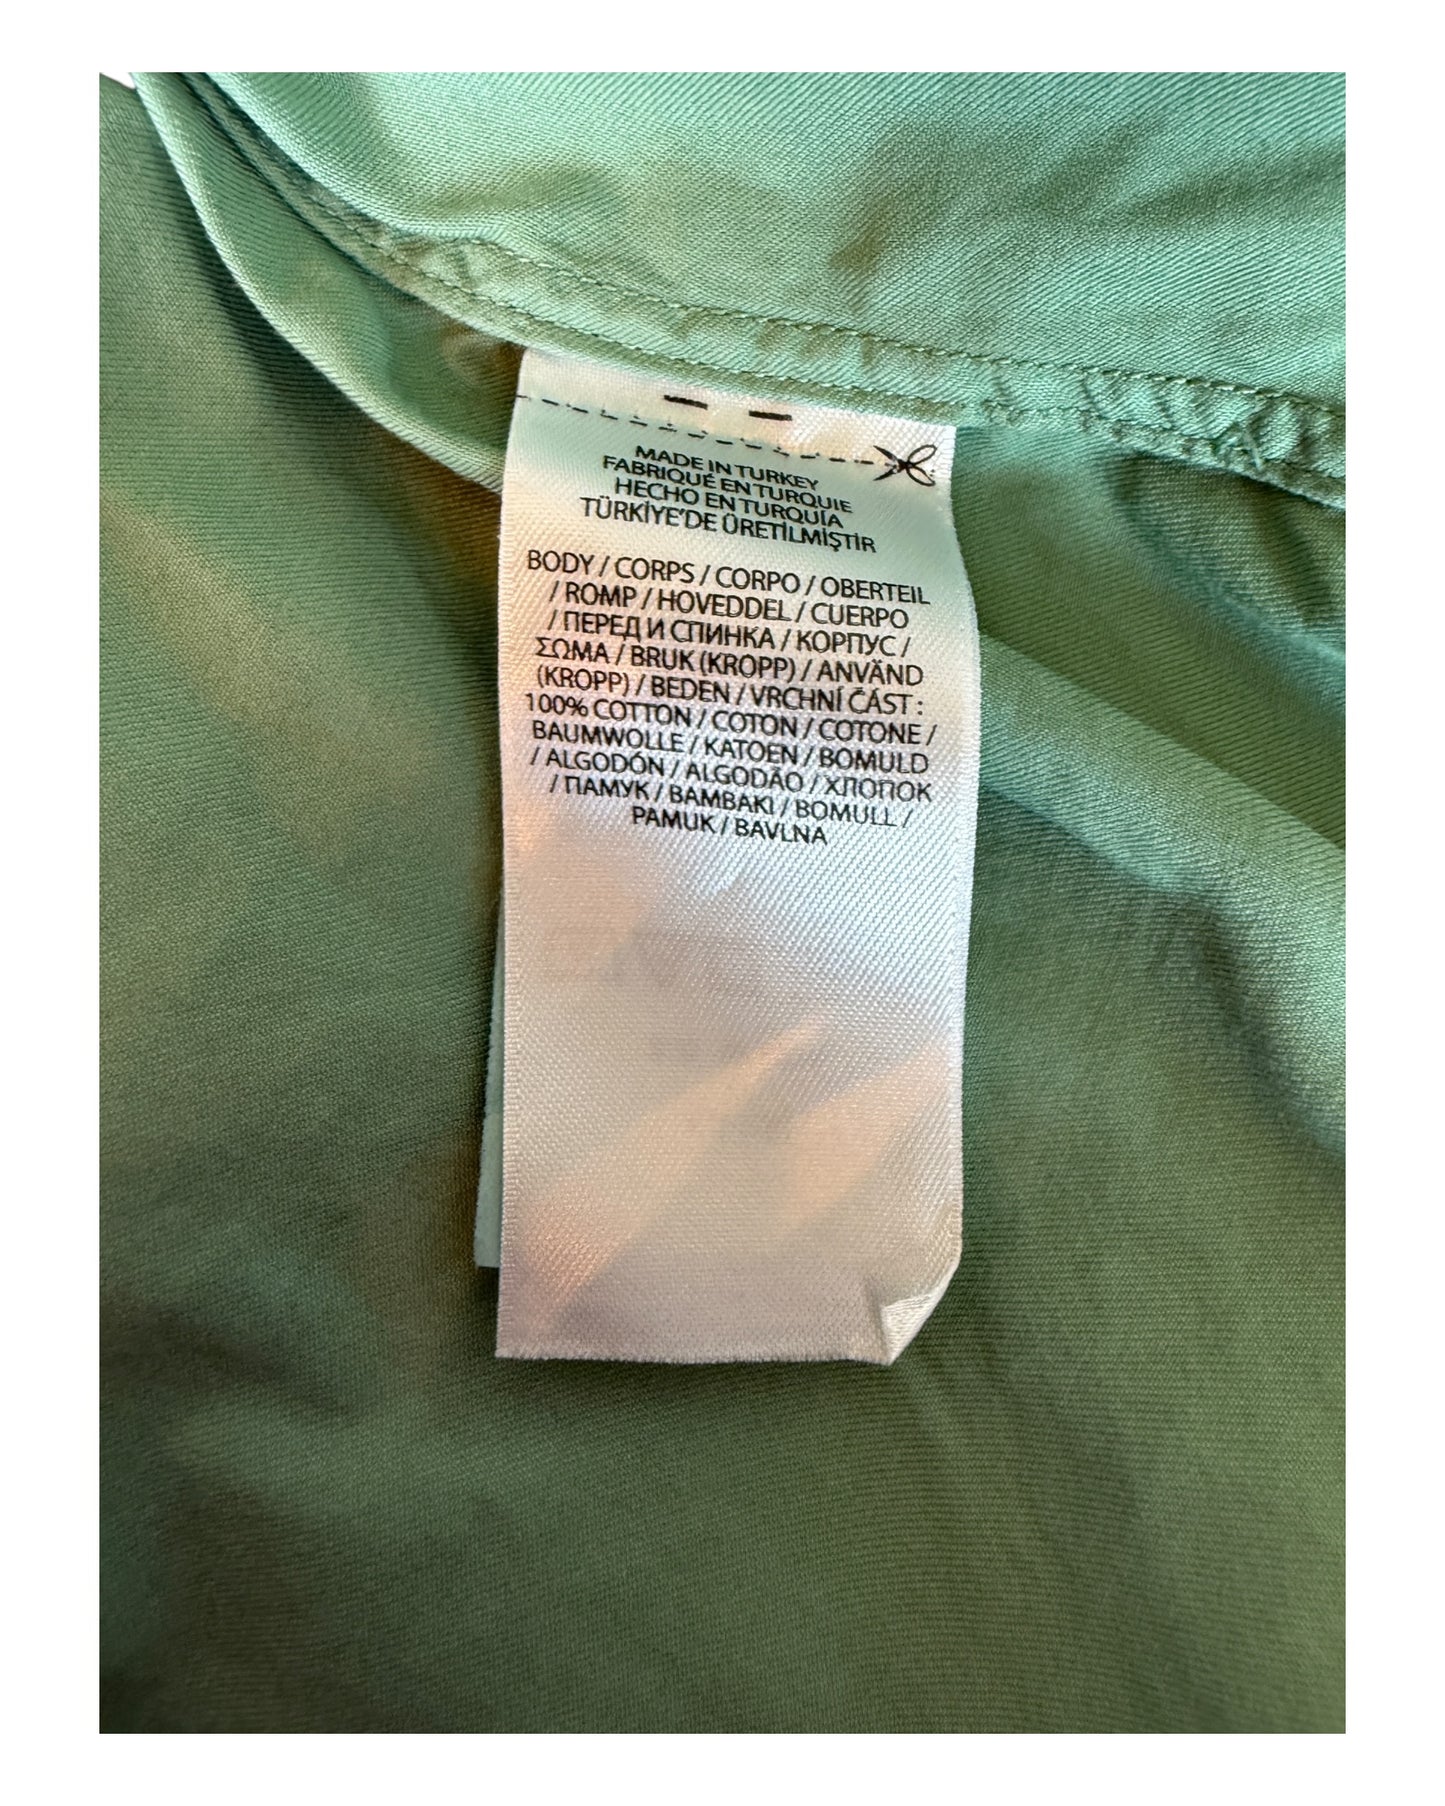 MADE IN TURKEY
FABRIQUÉ EN TURQUIE
HECHO EN TURQUÍA
TÜRKİYE'DE ÜRETİLMİŞTİR
BODY / CORPS / CORPO / OBERTEIL
/ ROMP / HOVEDDEL / CUERPO
/ ПЕРЕД И СПИНКА / КОРПУС /
ΣΩΜΑ / BRUK (KROPP) / ANVÄND
(KROPP) / BEDEN / VRCHNÍ ČÁST :
100% COTTON / COTON / COTONE /
BAUMWOLLE / KATOEN / BOMULD
/ ALGODÓN / ALGODÃO / ХЛОПОК
/ ПАМУК / ΒΑΜΒΑΚΙ / BOMULL /
PAMUK / BAVLNA